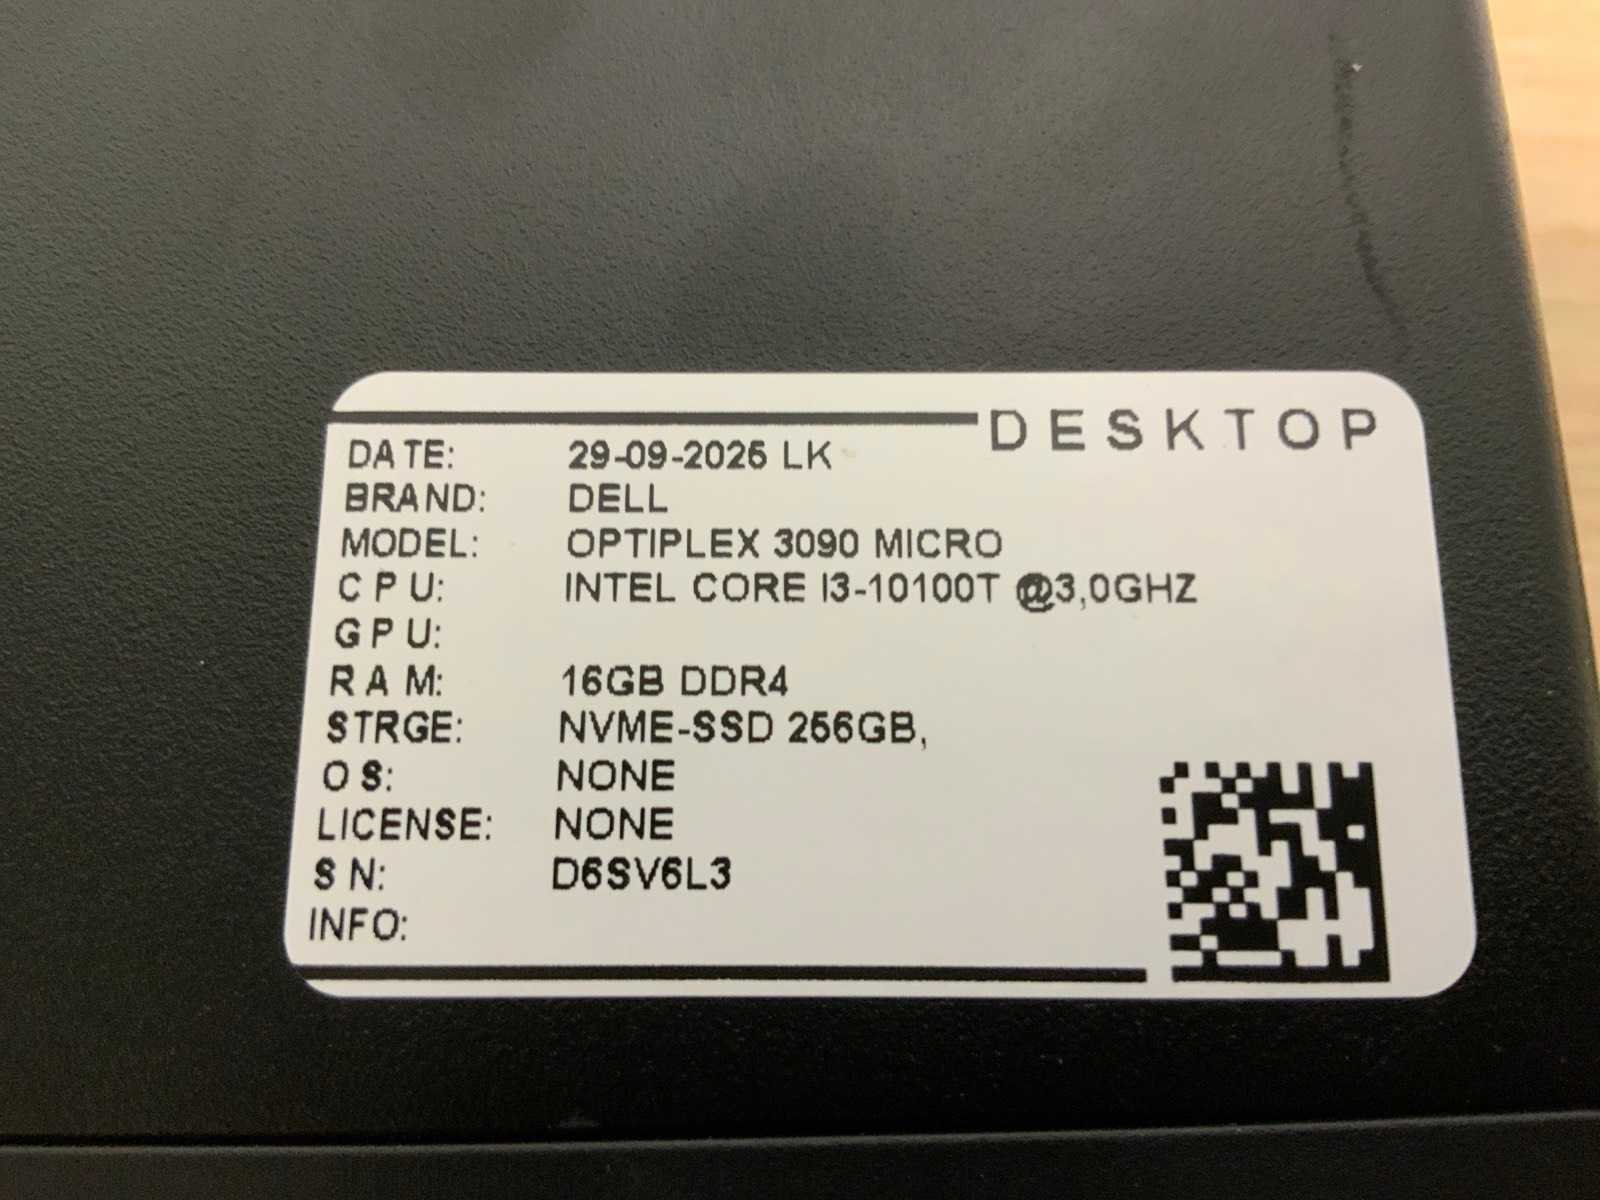 DESKTOP
DATE: 29-09-2025 LK
BRAND: DELL
MODEL: OPTIPLEX 3090 MICRO
CPU: INTEL CORE I3-10100T @3,0GHZ
GPU:
RAM: 16GB DDR4
STRGE: NVME-SSD 256GB,
OS: NONE
LICENSE: NONE
SN: D6SV6L3
INFO: